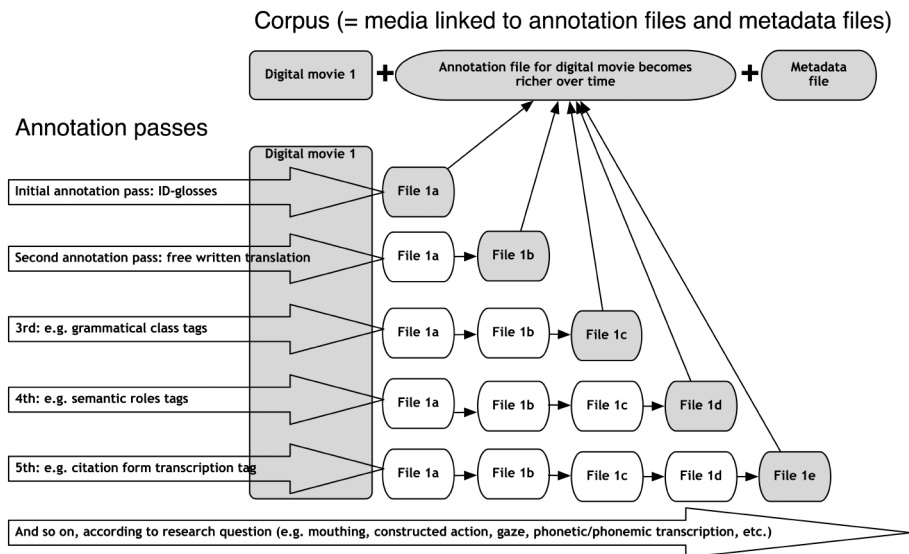 Corpus (= media linked to annotation files and metadata files)
Digital movie 1
+
Annotation file for digital movie becomes
richer over time
+
Metadata
file
Annotation passes
Digital movie 1
Initial annotation pass: ID-glosses
File 1a
Second annotation pass: free written translation
File 1a
File 1b
3rd: e.g. grammatical class tags
File 1a
File 1b
File 1c
4th: e.g. semantic roles tags
File 1a
File 1b
File 1c
File 1d
5th: e.g. citation form transcription tag
File 1a
File 1b
File 1c
File 1d
File 1e
And so on, according to research question (e.g. mouthing, constructed action, gaze, phonetic/phonemic transcription, etc.)